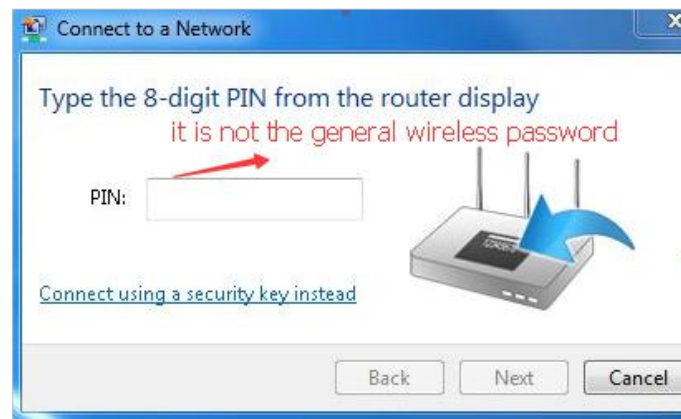 Connect to a Network
Type the 8-digit PIN from the router display
it is not the general wireless password
PIN:
Connect using a security key instead
Back
Next
Cancel